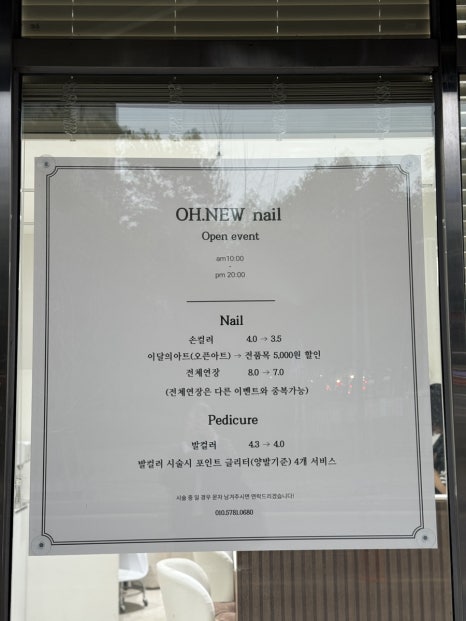 OH.NEW nail
Open event
am10:00
-
pm 20:00
Nail
손컬러 4.0 → 3.5
이달의아트(오픈아트) → 전품목 5,000원 할인
전체연장 8.0 → 7.0
(전체연장은 다른 이벤트와 중복가능)
Pedicure
발컬러 4.3 → 4.0
발컬러 시술시 포인트 글리터(양발기준) 4개 서비스
시술 중 일 경우 문자 남겨주시면 연락드리겠습니다!
010.5781.0680